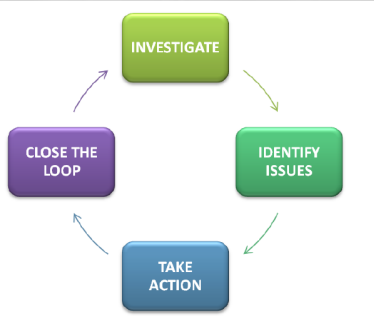 INVESTIGATE
IDENTIFY
ISSUES
TAKE
ACTION
CLOSE THE
LOOP